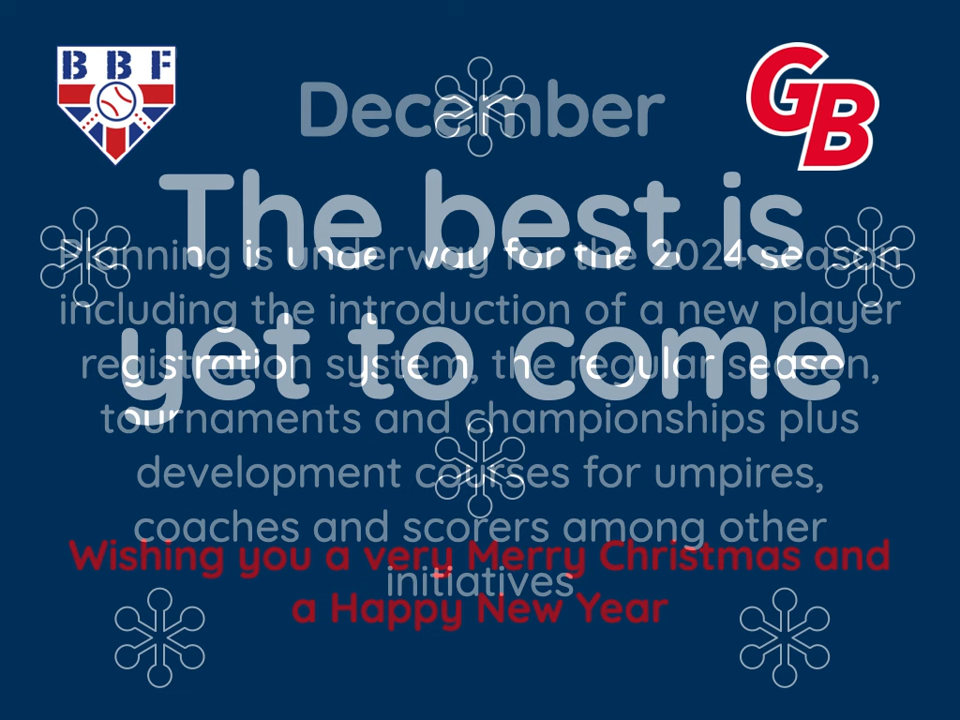 BBF
GB
December
The best is
yet to come
Planning is underway for the 2024 season
including the introduction of a new player
registration system, the regular season,
tournaments and championships plus
development courses for umpires,
coaches and scorers among other
initiatives
Wishing you a very Merry Christmas and
a Happy New Year